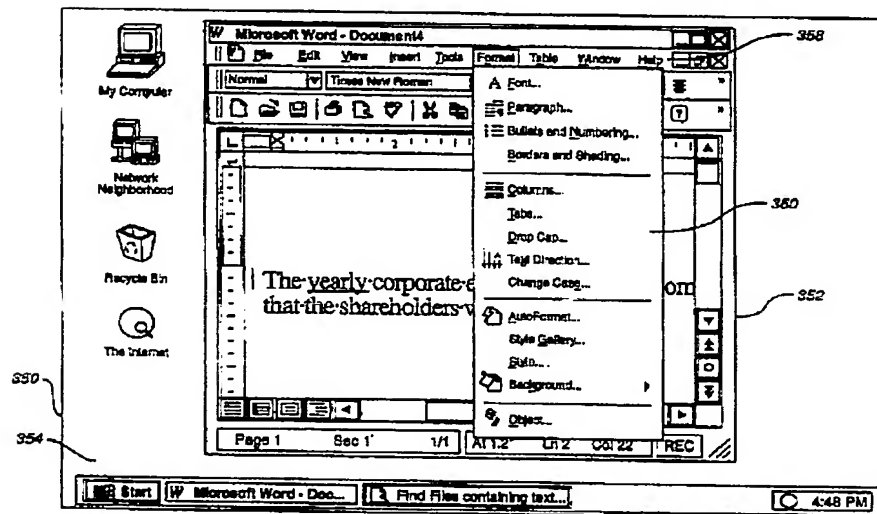 Microsoft Word - Document4
File Edit View Insert Tools Format Table Window Help
358
My Computer
Normal Times New Roman
Font...
Paragraph...
Bullets and Numbering...
Borders and Shading...
2
Network Neighborhood
Columns...
Tabs...
Drop Cap...
Text Direction...
Change Case...
360
Recycle Bin
The·yearly·corporate·e
om
that·the·shareholders·v
352
The Internet
AutoFormat...
Style Gallery...
Style...
Background...
Object...
350
354
Page 1 Sec 1 1/1 At 1.2" Ln 2 Col 22 REC
Start Microsoft Word - Doc... Find Files containing text... 4:48 PM